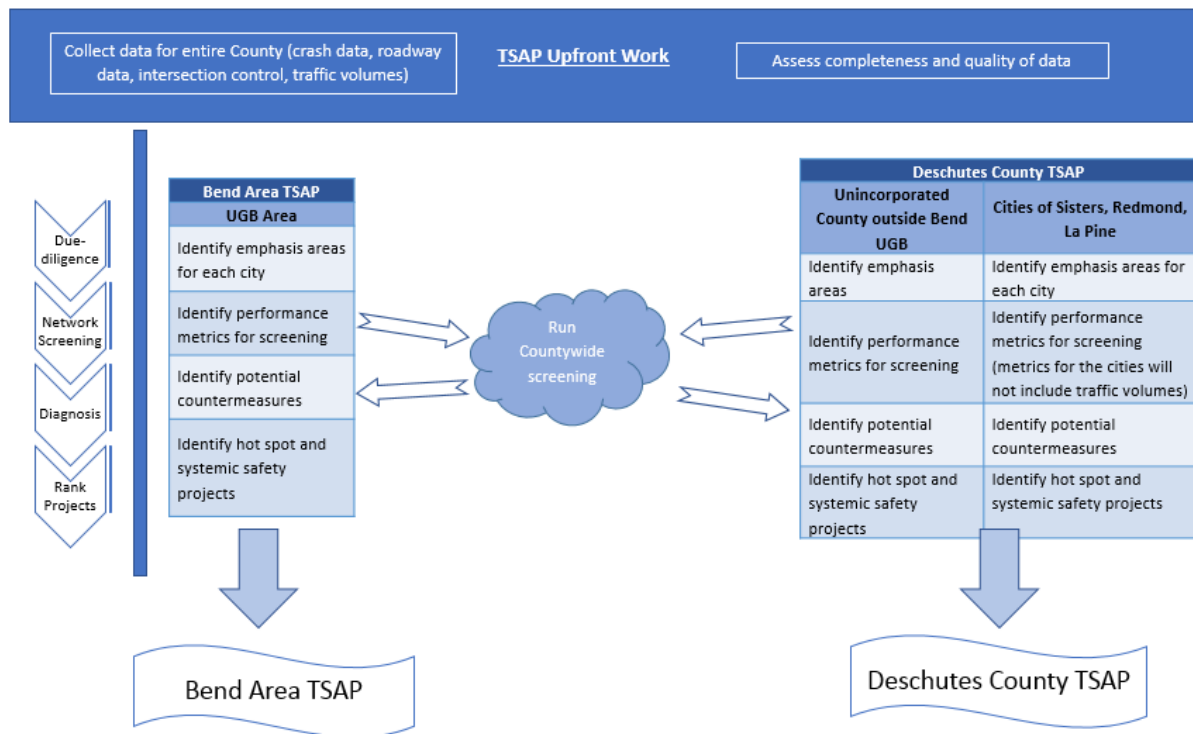 Collect data for entire County (crash data, roadway
data, intersection control, traffic volumes)
TSAP Upfront Work
Assess completeness and quality of data
Due-
diligence
Network
Screening
Diagnosis
Rank
Projects
Bend Area TSAP
UGB Area
Identify emphasis areas
for each city
Identify performance
metrics for screening
Identify potential
countermeasures
Identify hot spot and
systemic safety
projects
Run
Countywide
screening
Deschutes County TSAP
Unincorporated
County outside Bend
UGB
Cities of Sisters, Redmond,
La Pine
Identify emphasis
areas
Identify emphasis areas for
each city
Identify performance
metrics for screening
Identify performance
metrics for screening
(metrics for the cities will
not include traffic volumes)
Identify potential
countermeasures
Identify potential
countermeasures
Identify hot spot and
systemic safety
projects
Identify hot spot and
systemic safety projects
Bend Area TSAP
Deschutes County TSAP